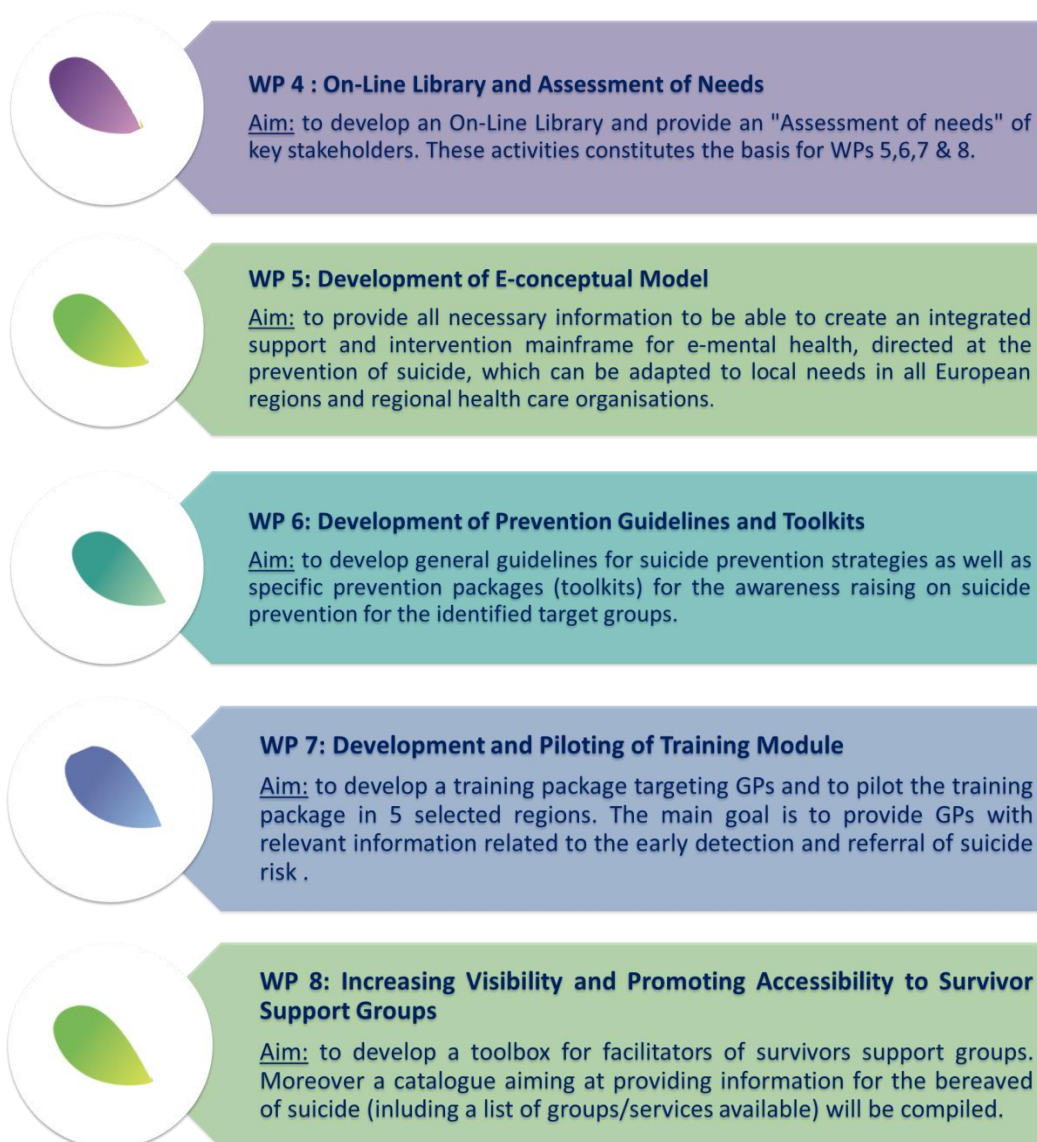 WP 4 : On-Line Library and Assessment of Needs
Aim: to develop an On-Line Library and provide an "Assessment of needs" of
key stakeholders. These activities constitutes the basis for WPs 5,6,7 & 8.
WP 5: Development of E-conceptual Model
Aim: to provide all necessary information to be able to create an integrated
support and intervention mainframe for e-mental health, directed at the
prevention of suicide, which can be adapted to local needs in all European
regions and regional health care organisations.
WP 6: Development of Prevention Guidelines and Toolkits
Aim: to develop general guidelines for suicide prevention strategies as well as
specific prevention packages (toolkits) for the awareness raising on suicide
prevention for the identified target groups.
WP 7: Development and Piloting of Training Module
Aim: to develop a training package targeting GPs and to pilot the training
package in 5 selected regions. The main goal is to provide GPs with
relevant information related to the early detection and referral of suicide
risk .
WP 8: Increasing Visibility and Promoting Accessibility to Survivor
Support Groups
Aim: to develop a toolbox for facilitators of survivors support groups.
Moreover a catalogue aiming at providing information for the bereaved
of suicide (inluding a list of groups/services available) will be compiled.